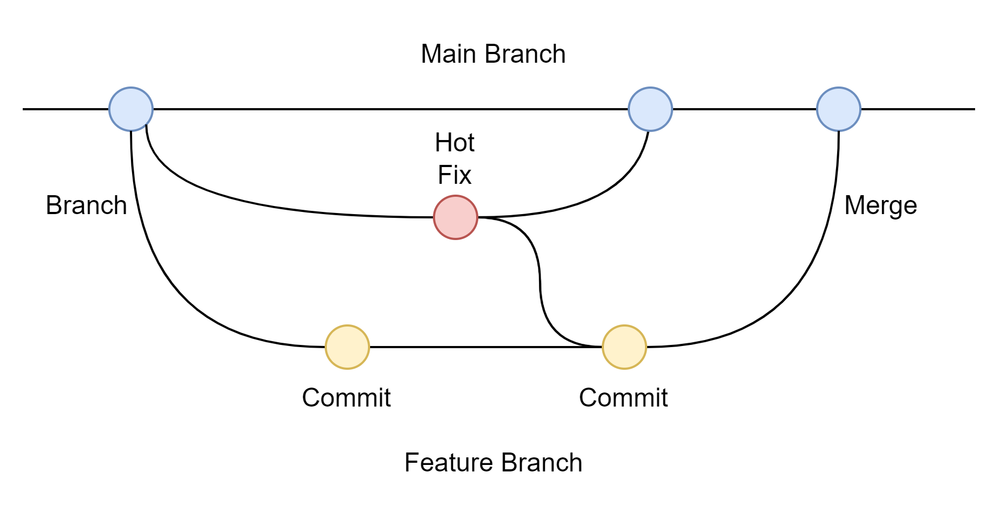 Main Branch
Hot
Fix
Branch
Merge
Commit
Commit
Feature Branch